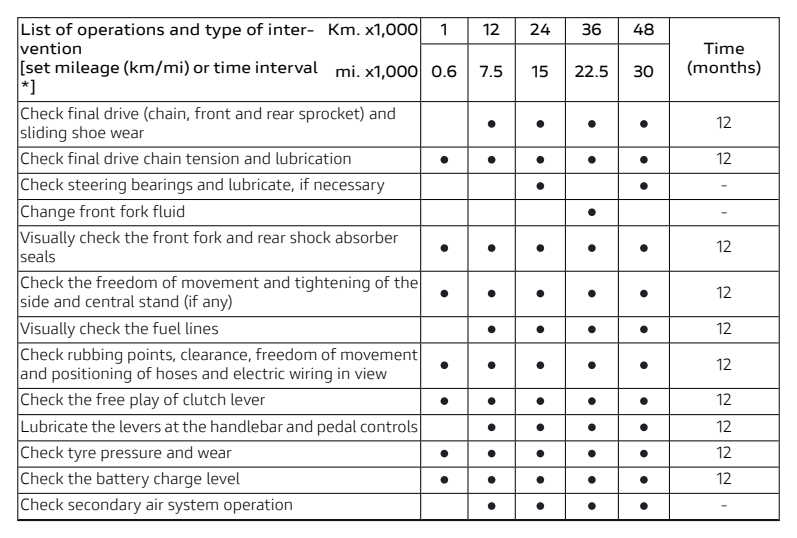 List of operations and type of inter- Km. x1,000 1 12 24 36 48 Time
vention
[set mileage (km/mi) or time interval mi. x1,000 0.6 7.5 15 22.5 30 (months)
*]
Check final drive (chain, front and rear sprocket) and
sliding shoe wear ● ● ● ● 12
Check final drive chain tension and lubrication ● ● ● ● ● 12
Check steering bearings and lubricate, if necessary ● ● -
Change front fork fluid ● -
Visually check the front fork and rear shock absorber
seals ● ● ● ● ● 12
Check the freedom of movement and tightening of the
side and central stand (if any) ● ● ● ● ● 12
Visually check the fuel lines ● ● ● ● 12
Check rubbing points, clearance, freedom of movement
and positioning of hoses and electric wiring in view ● ● ● ● ● 12
Check the free play of clutch lever ● ● ● ● ● 12
Lubricate the levers at the handlebar and pedal controls ● ● ● ● 12
Check tyre pressure and wear ● ● ● ● ● 12
Check the battery charge level ● ● ● ● ● 12
Check secondary air system operation ● ● ● ● -